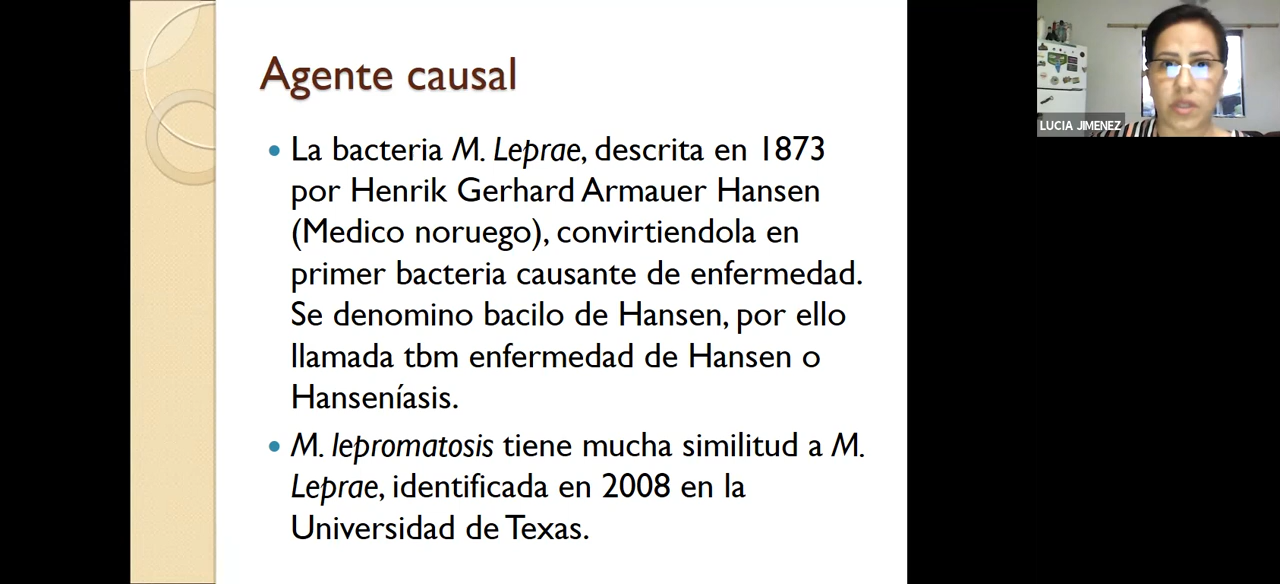 Agente causal
La bacteria M. Leprae, descrita en 1873
por Henrik Gerhard Armauer Hansen
(Medico noruego), convirtiendola en
primer bacteria causante de enfermedad.
Se denomino bacilo de Hansen, por ello
llamada tbm enfermedad de Hansen o
Hanseníasis.
M. lepromatosis tiene mucha similitud a M.
Leprae, identificada en 2008 en la
Universidad de Texas.
LUCIA JIMENEZ